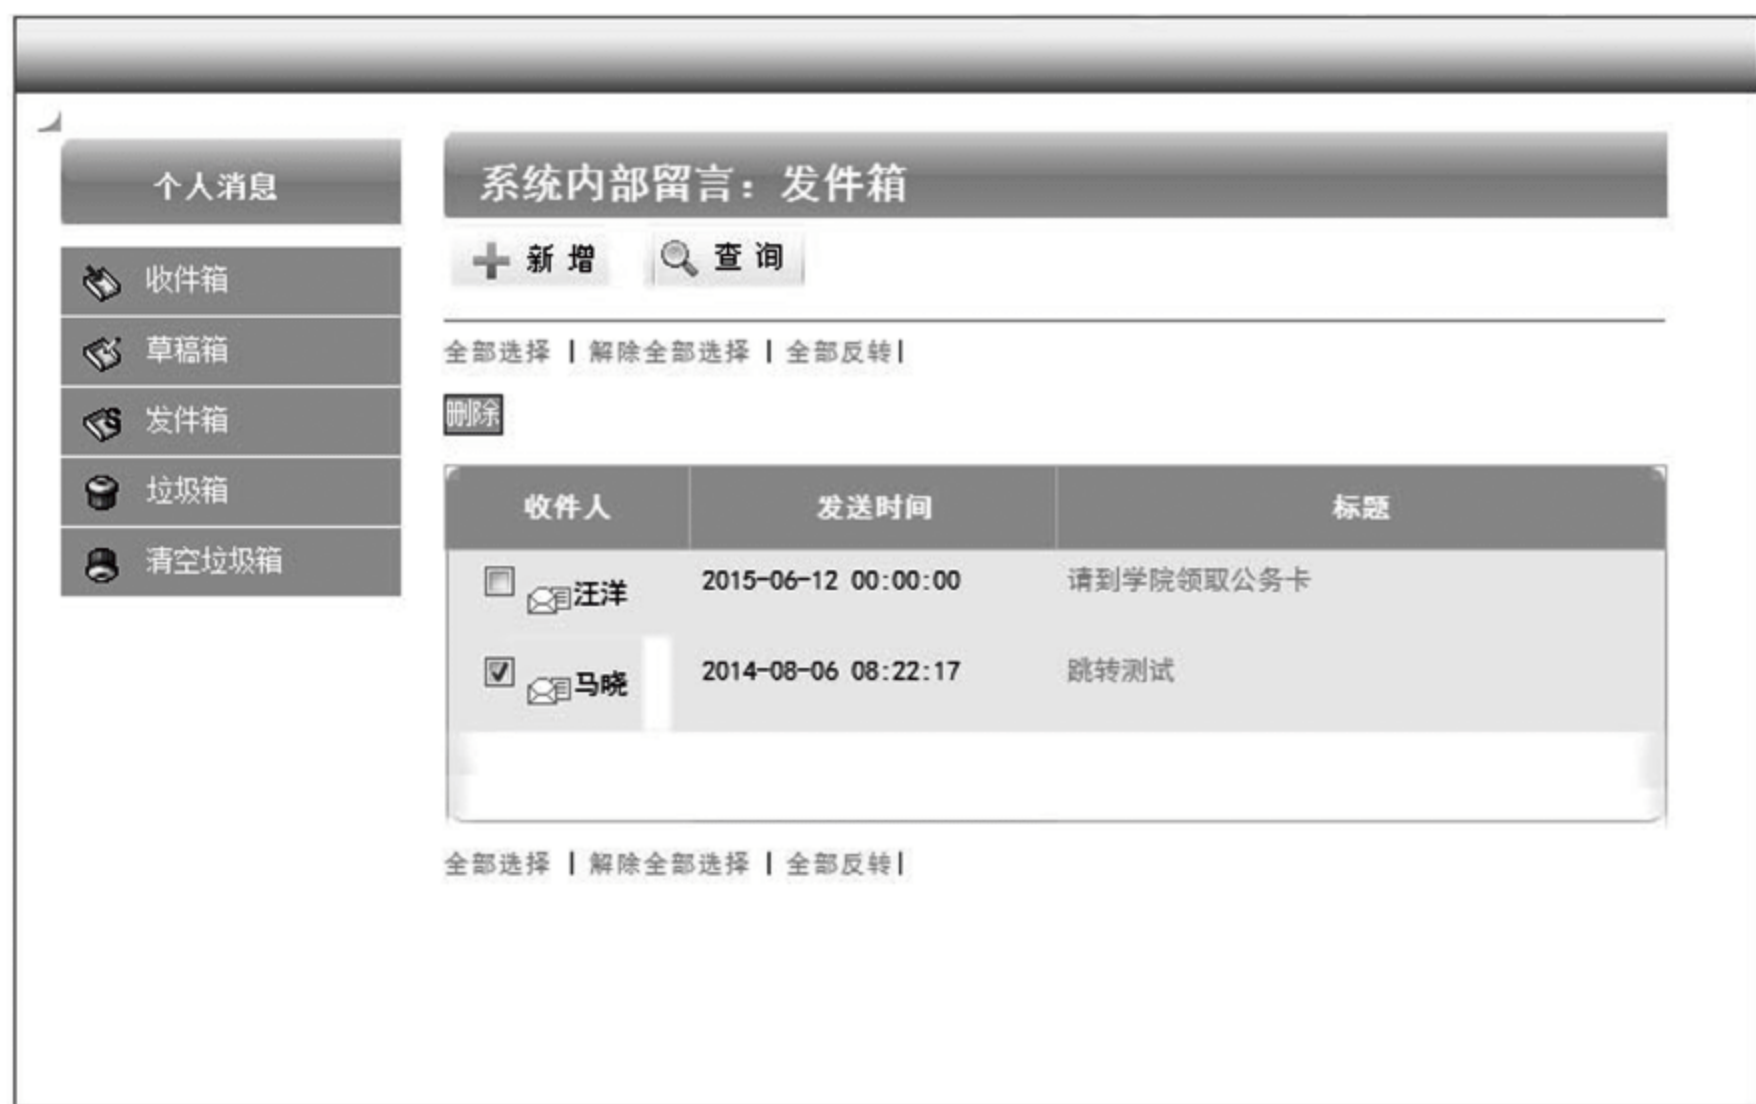 个人消息
收件箱
草稿箱
发件箱
垃圾箱
清空垃圾箱
系统内部留言：发件箱
新增 查询
全部选择 | 解除全部选择 | 全部反转|
删除
收件人 发送时间 标题
汪洋 2015-06-12 00:00:00 请到学院领取公务卡
马晓 2014-08-06 08:22:17 跳转测试
全部选择 | 解除全部选择 | 全部反转|